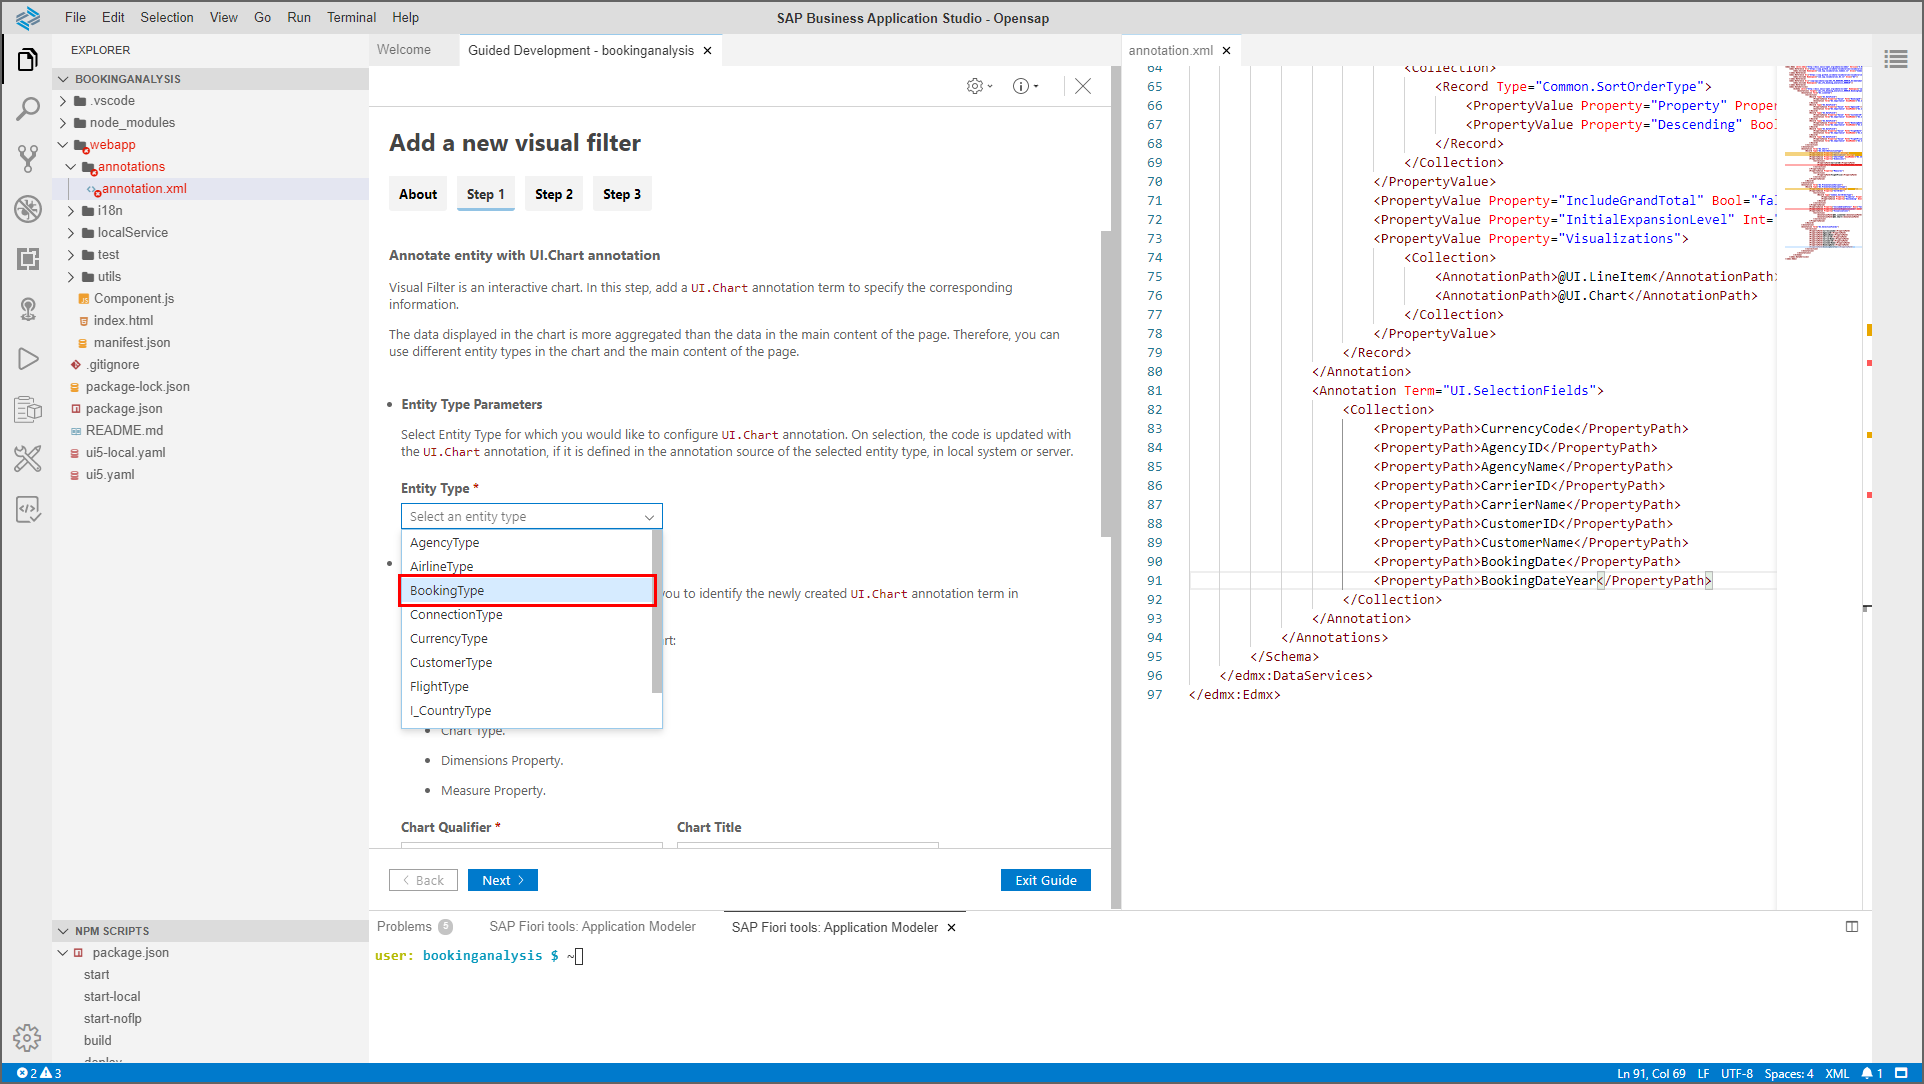 File Edit Selection View Go Run Terminal Help
SAP Business Application Studio - Opensap
EXPLORER
BOOKINGANALYSIS
.vscode
node_modules
webapp
annotations
annotation.xml
i18n
localService
test
utils
Component.js
index.html
manifest.json
.gitignore
package-lock.json
package.json
README.md
ui5-local.yaml
ui5.yaml
NPM SCRIPTS
package.json
start
start-local
start-noflp
build
deploy
Welcome
Guided Development - bookinganalysis
Add a new visual filter
About Step 1 Step 2 Step 3
Annotate entity with UI.Chart annotation
Visual Filter is an interactive chart. In this step, add a UI.Chart annotation term to specify the corresponding
information.
The data displayed in the chart is more aggregated than the data in the main content of the page. Therefore, you can
use different entity types in the chart and the main content of the page.
Entity Type Parameters
Select Entity Type for which you would like to configure UI.Chart annotation. On selection, the code is updated with
the UI.Chart annotation, if it is defined in the annotation source of the selected entity type, in local system or server.
Entity Type *
Select an entity type
AgencyType
AirlineType
BookingType
you to identify the newly created UI.Chart annotation term in
ConnectionType
CurrencyType
CustomerType
FlightType
I_CountryType
Chart Type.
Dimensions Property.
Measure Property.
Chart Qualifier *
Chart Title
Back
Next
Exit Guide
annotation.xml
64 <Collection>
65 <Record Type="Common.SortOrderType">
66 <PropertyValue Property="Property" Proper
67 <PropertyValue Property="Descending" Bool
68 </Record>
69 </Collection>
70 </PropertyValue>
71 <PropertyValue Property="IncludeGrandTotal" Bool="fal
72 <PropertyValue Property="InitialExpansionLevel" Int="
73 <PropertyValue Property="Visualizations">
74 <Collection>
75 <AnnotationPath>@UI.LineItem</AnnotationPath>
76 <AnnotationPath>@UI.Chart</AnnotationPath>
77 </Collection>
78 </PropertyValue>
79 </Record>
80 </Annotation>
81 <Annotation Term="UI.SelectionFields">
82 <Collection>
83 <PropertyPath>CurrencyCode</PropertyPath>
84 <PropertyPath>AgencyID</PropertyPath>
85 <PropertyPath>AgencyName</PropertyPath>
86 <PropertyPath>CarrierID</PropertyPath>
87 <PropertyPath>CarrierName</PropertyPath>
88 <PropertyPath>CustomerID</PropertyPath>
89 <PropertyPath>CustomerName</PropertyPath>
90 <PropertyPath>BookingDate</PropertyPath>
91 <PropertyPath>BookingDateYear</PropertyPath>
92 </Collection>
93 </Annotation>
94 </Annotations>
95 </Schema>
96 </edmx:DataServices>
97 </edmx:Edmx>
Problems 5
SAP Fiori tools: Application Modeler
SAP Fiori tools: Application Modeler
user: bookinganalysis $ ~
2 3
Ln 91, Col 69 LF UTF-8 Spaces: 4 XML 1